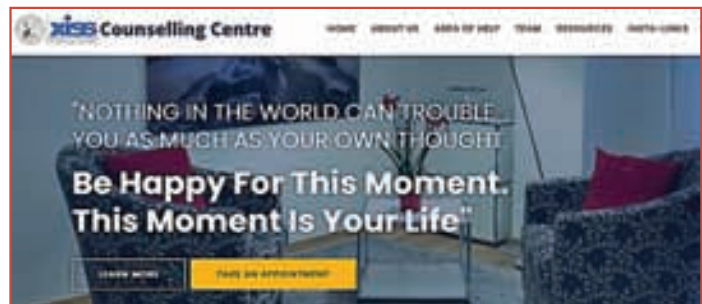 xiss Counselling Centre
HOME ABOUT US AREA OF HELP TEAM RESOURCES INSTA-LINKS
"NOTHING IN THE WORLD CAN TROUBLE
YOU AS MUCH AS YOUR OWN THOUGHT.
Be Happy For This Moment.
This Moment Is Your Life"
LEARN MORE TAKE AN APPOINTMENT